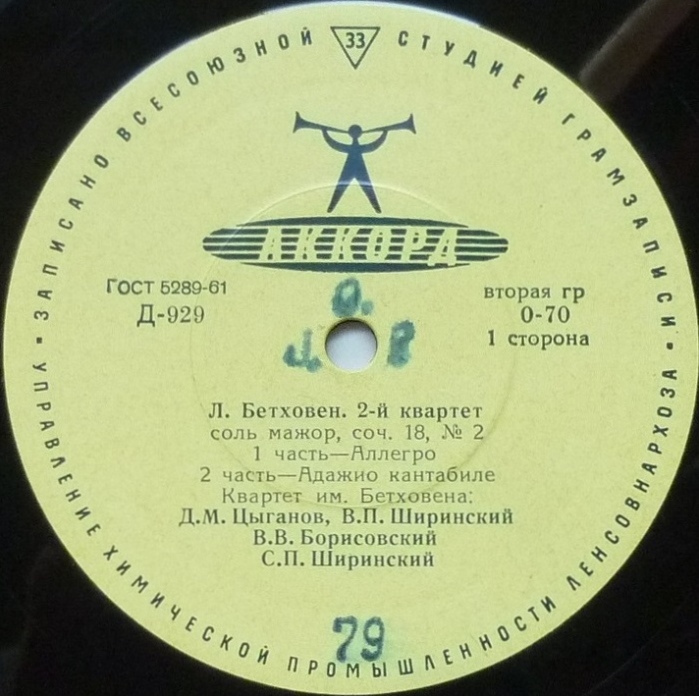 ЗАПИСАНО ВСЕСОЮЗНОЙ 33 СТУДИЕЙ ГРАМЗАПИСИ
АККОРД
ГОСТ 5289-61
Д-929
вторая гр
0-70
1 сторона
Л. Бетховен. 2-й квартет
соль мажор, соч. 18, № 2
1 часть—Аллегро
2 часть—Адажио кантабиле
Квартет им. Бетховена:
Д.М. Цыганов, В.П. Ширинский
В.В. Борисовский
С.П. Ширинский
79
УПРАВЛЕНИЕ ХИМИЧЕСКОЙ ПРОМЫШЛЕННОСТИ ЛЕНСОВНАРХОЗА